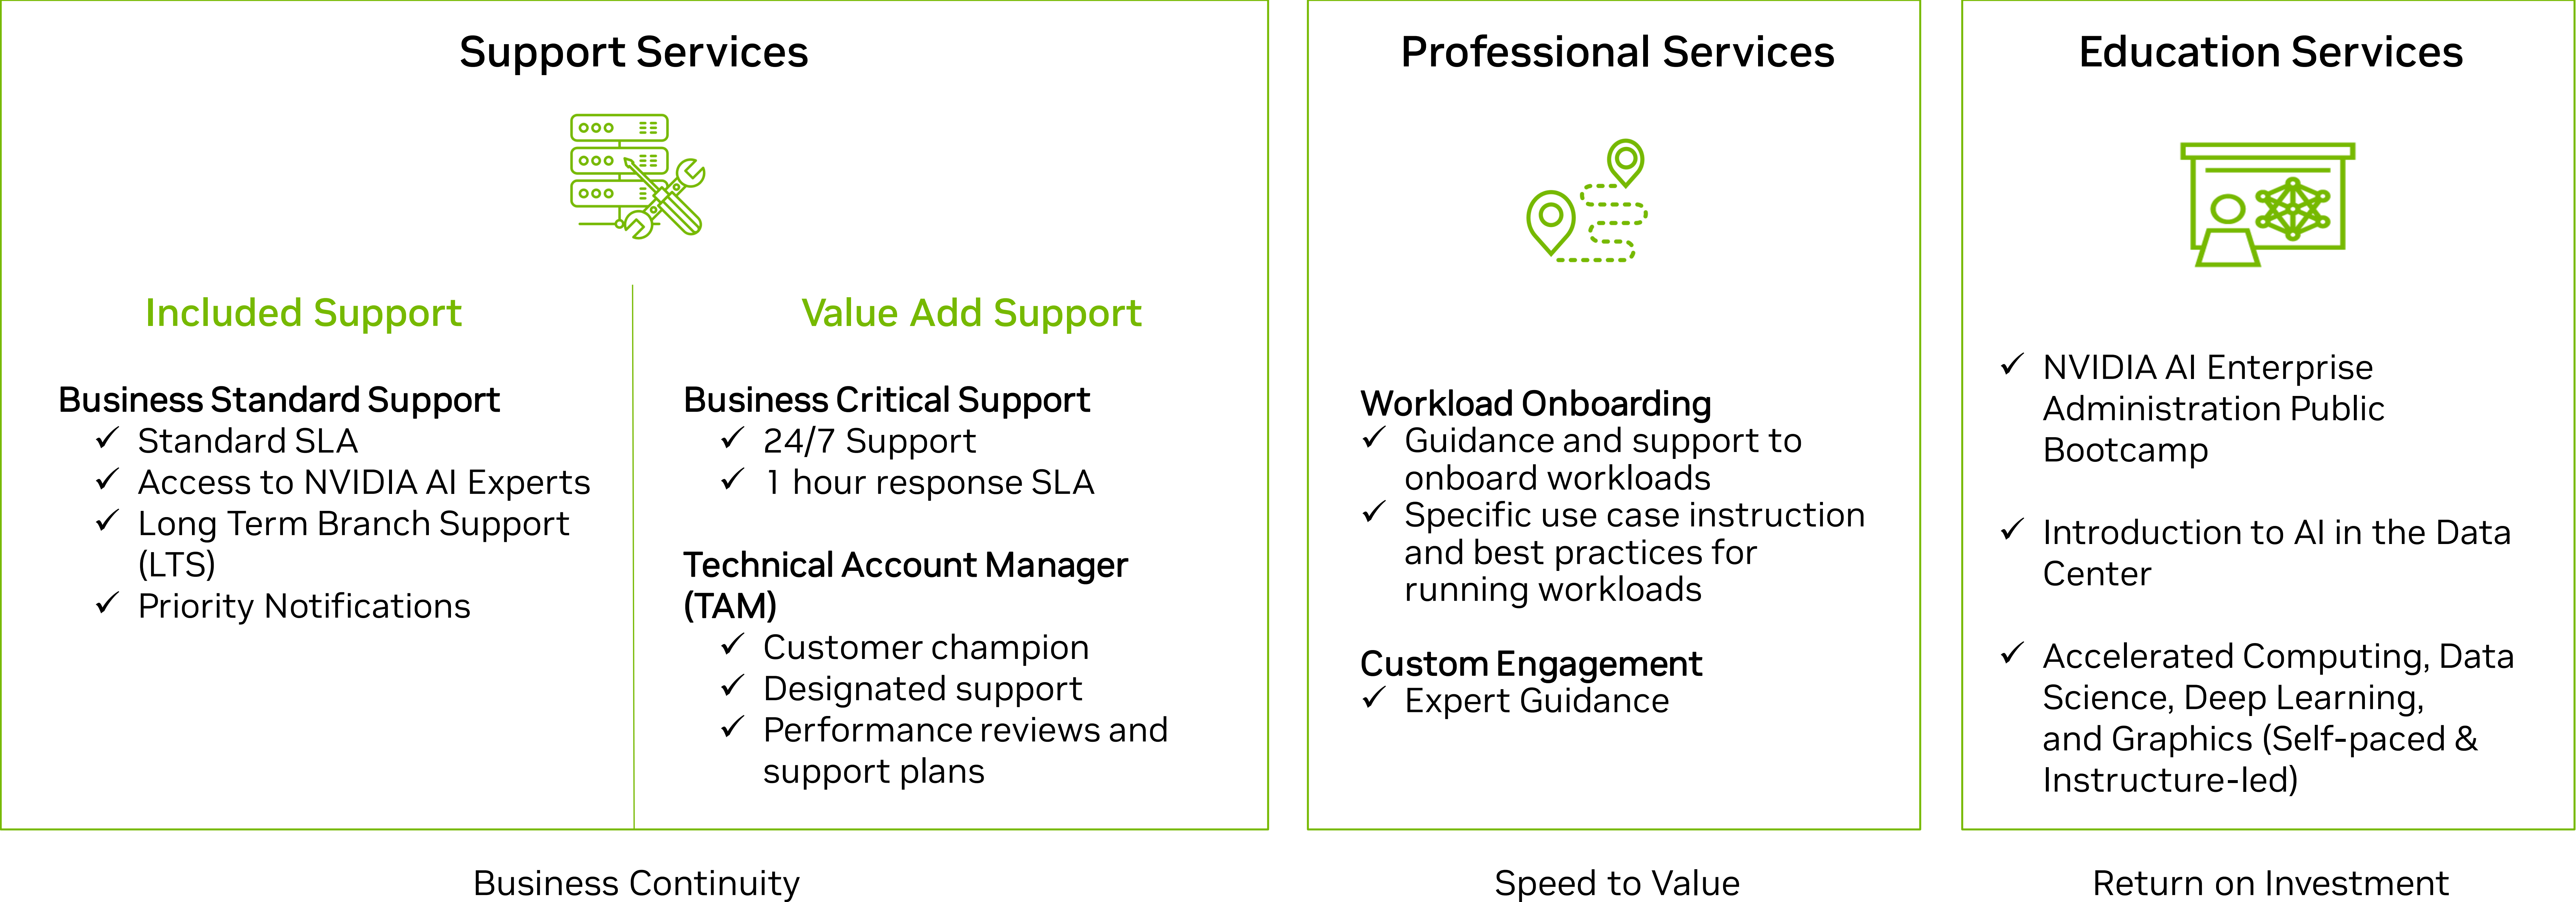 Support Services
Included Support
Business Standard Support
✓ Standard SLA
✓ Access to NVIDIA AI Experts
✓ Long Term Branch Support
(LTS)
✓ Priority Notifications
Value Add Support
Business Critical Support
✓ 24/7 Support
✓ 1 hour response SLA
Technical Account Manager
(TAM)
✓ Customer champion
✓ Designated support
✓ Performance reviews and
support plans
Business Continuity
Professional Services
Workload Onboarding
✓ Guidance and support to
onboard workloads
✓ Specific use case instruction
and best practices for
running workloads
Custom Engagement
✓ Expert Guidance
Speed to Value
Education Services
✓ NVIDIA AI Enterprise
Administration Public
Bootcamp
✓ Introduction to AI in the Data
Center
✓ Accelerated Computing, Data
Science, Deep Learning,
and Graphics (Self-paced &
Instructure-led)
Return on Investment